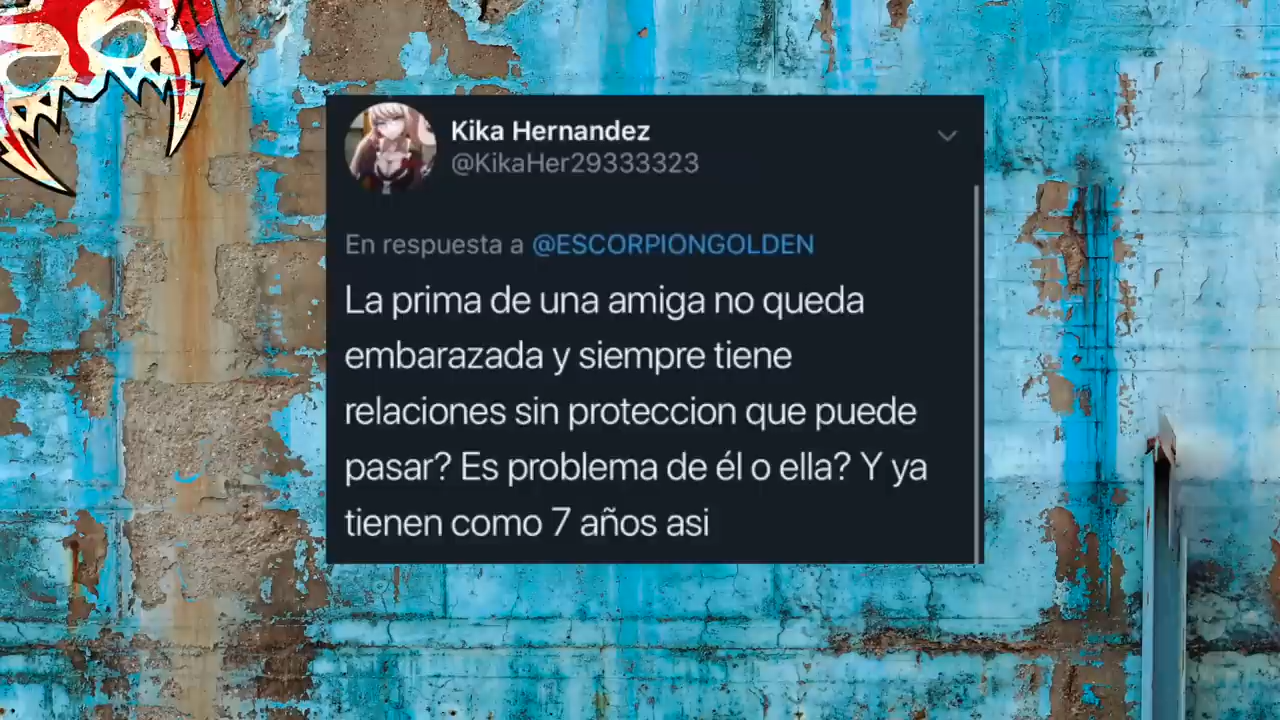 Kika Hernandez
@KikaHer29333323
En respuesta a @ESCORPIONGOLDEN
La prima de una amiga no queda
embarazada y siempre tiene
relaciones sin proteccion que puede
pasar? Es problema de él o ella? Y ya
tienen como 7 años asi